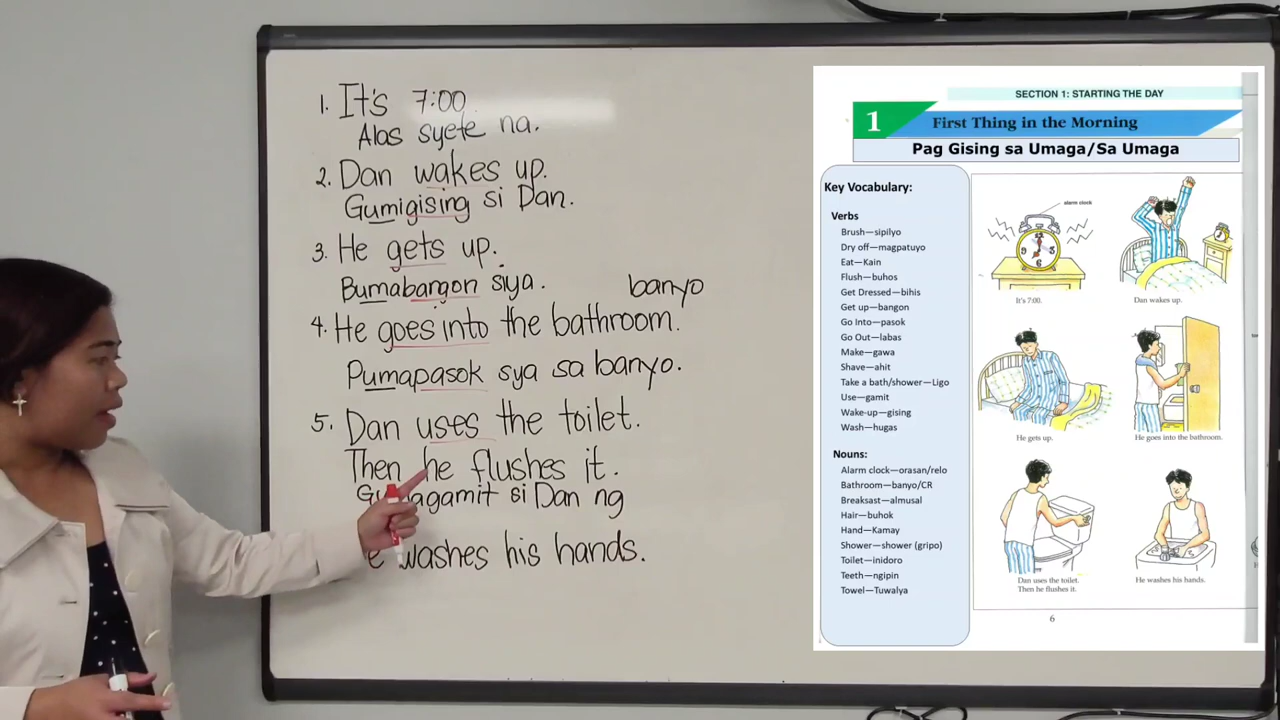 1. It's 7:00
Alas syete na.
2. Dan wakes up.
Gumigising si Dan.
3. He gets up.
Bumabangon siya.
banyo
4. He goes into the bathroom.
Pumapasok sya sa banyo.
5. Dan uses the toilet.
Then he flushes it.
si Dan ng
washes his hands.
SECTION 1: STARTING THE DAY
1
First Thing in the Morning
Pag Gising sa Umaga/Sa Umaga
Key Vocabulary:
Verbs
Brush—sipilyo
Dry off—magpatuyo
Eat—Kain
Flush—buhos
Get Dressed—bihis
Get up—bangon
Go Into—pasok
Go Out—labas
Make—gawa
Shave—ahit
Take a bath/shower—Ligo
Use—gamit
Wake-up—gising
Wash—hugas
Nouns:
Alarm clock—orasan/relo
Bathroom—banyo/CR
Breaksast—almusal
Hair—buhok
Hand—Kamay
Shower—shower (gripo)
Toilet—inidoro
Teeth—ngipin
Towel—Tuwalya
alarm clock
It's 7:00.
Dan wakes up.
He gets up.
He goes into the bathroom.
Dan uses the toilet.
Then he flushes it.
He washes his hands.
6